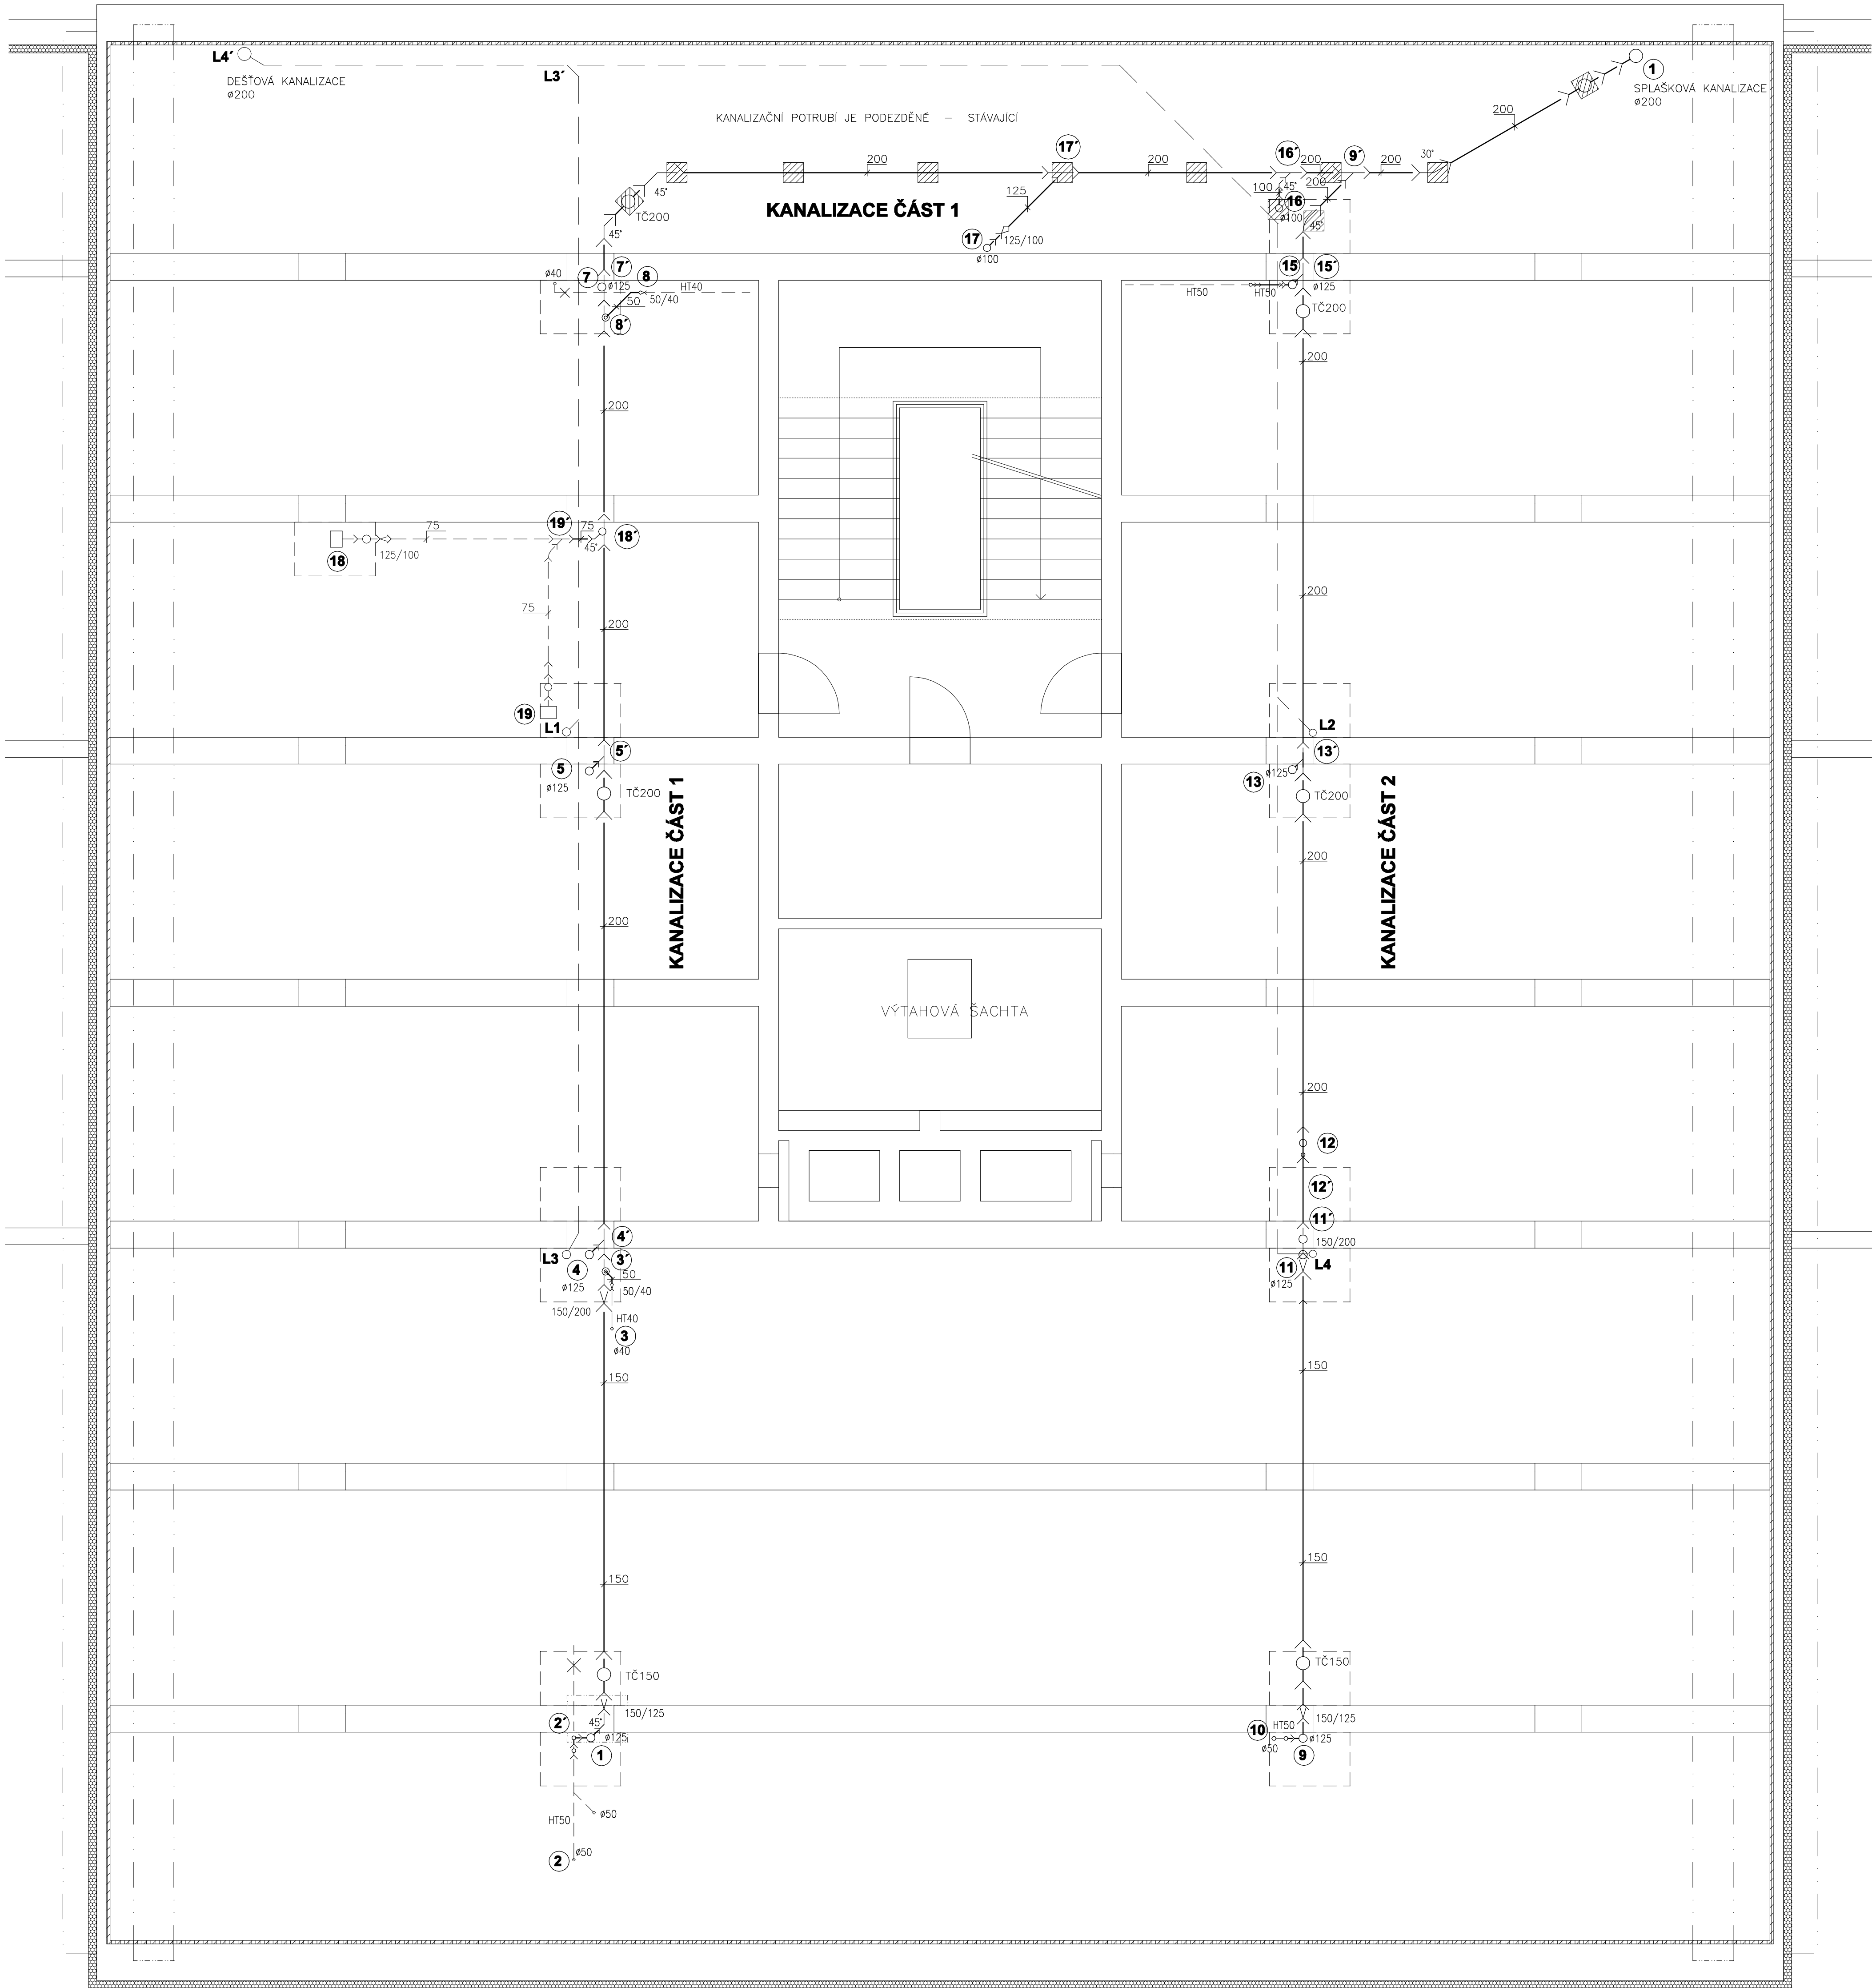 L4´
DEŠŤOVÁ KANALIZACE
ø200
L3´
1
SPLAŠKOVÁ KANALIZACE
ø200
KANALIZAČNÍ POTRUBÍ JE PODEZDĚNÉ – STÁVAJÍCÍ
200
17´
16´
9´
30°
200
200
200
200
45°
45°
200
100
125
16
ø100
45°
TČ200
45°
KANALIZACE ČÁST 1
17
125/100
ø100
7
7´
8
ø40
ø125
HT40
50/40
50
8´
15
15´
HT50
HT50
ø125
TČ200
200
200
19´
75
75
18´
45°
18
125/100
75
200
200
19
L1
L2
5´
13´
5
ø125
TČ200
ø125
13
TČ200
KANALIZACE ČÁST 1
KANALIZACE ČÁST 2
200
200
VÝTAHOVÁ ŠACHTA
200
12
12´
11´
4´
L3
4
3´
150/200
11
L4
ø125
50
50/40
ø125
150/200
HT40
3
ø40
150
150
150
150
TČ150
TČ150
2´
45°
150/125
ø125
1
10
HT50
150/125
ø50
ø125
9
HT50
ø50
2
ø50